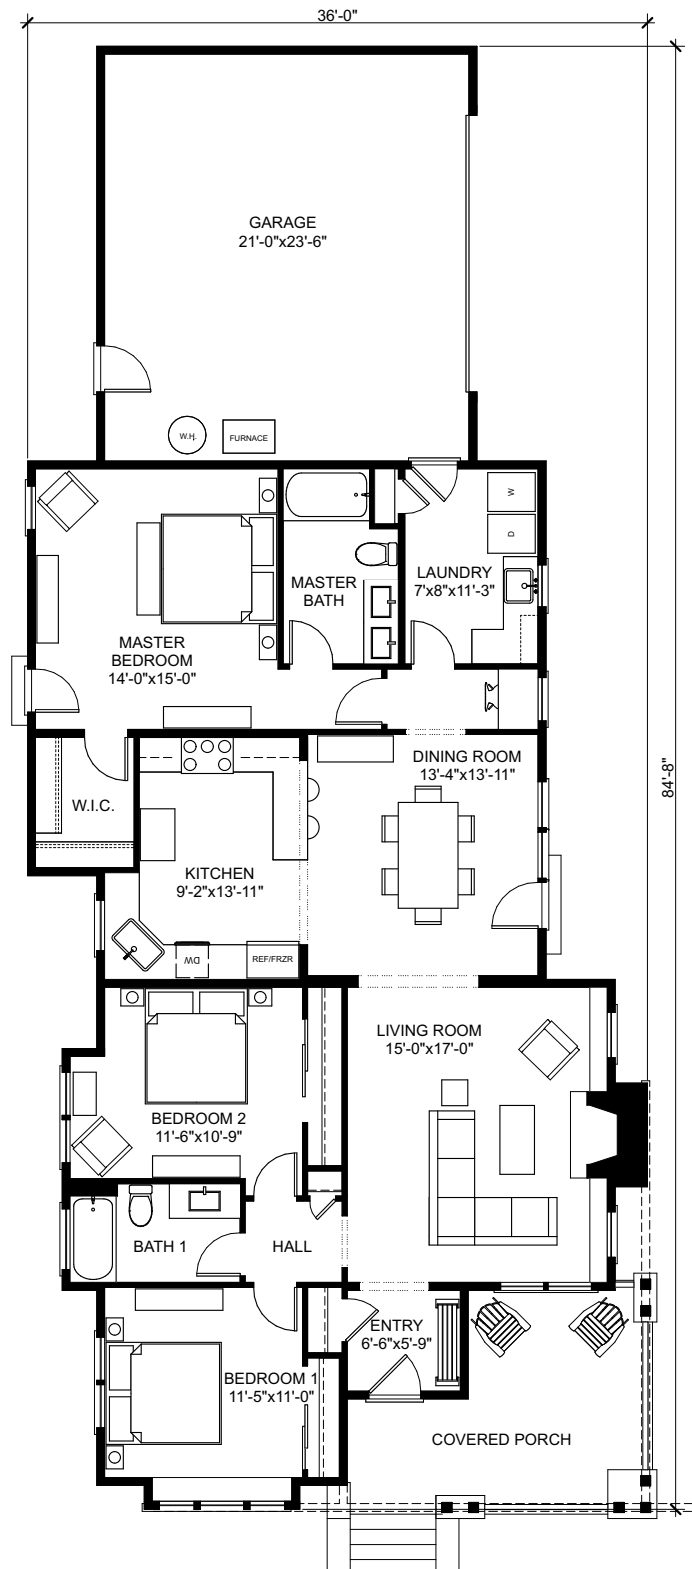 36'-0"
GARAGE
21'-0"x23'-6"
W.H.
FURNACE
W
D
LAUNDRY
7'x8"x11'-3"
MASTER
BATH
MASTER
BEDROOM
14'-0"x15'-0"
DINING ROOM
13'-4"x13'-11"
84'-8"
W.I.C.
KITCHEN
9'-2"x13'-11"
DW
REF/FRZR
LIVING ROOM
15'-0"x17'-0"
BEDROOM 2
11'-6"x10'-9"
BATH 1
HALL
ENTRY
6'-6"x5'-9"
BEDROOM 1
11'-5"x11'-0"
COVERED PORCH